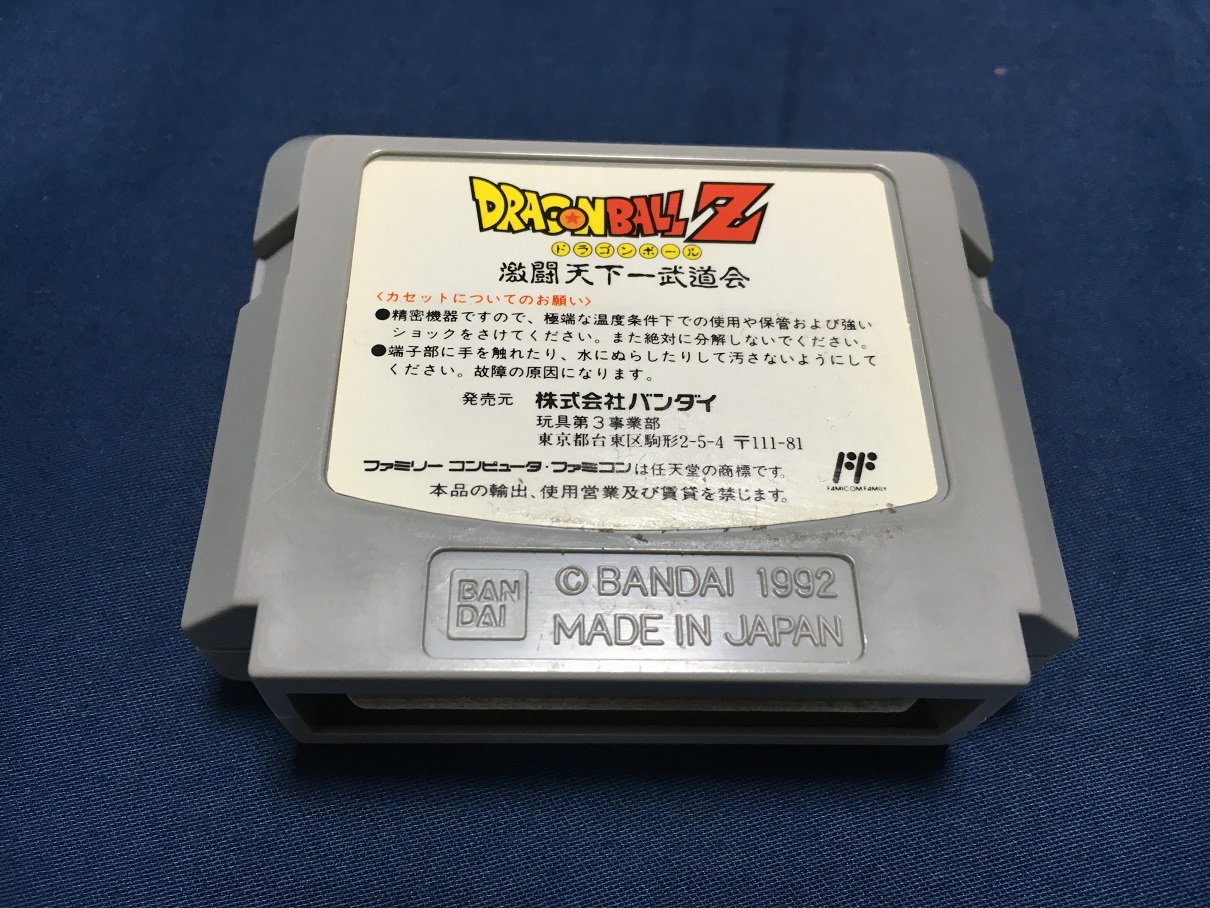 DRAGONBALL Z
ドラゴンボール
激闘天下一武道会
〈カセットについてのお願い〉
●精密機器ですので、極端な温度条件下での使用や保管および強い
ショックをさけてください。また絶対に分解しないでください。
●端子部に手を触れたり、水にぬらしたりして汚さないようにして
ください。故障の原因になります。
発売元 株式会社バンダイ
玩具第3事業部
東京都台東区駒形2-5-4 〒111-81
ファミリーコンピュータ・ファミコンは任天堂の商標です。
FAMICOM FAMILY
本品の輸出、使用営業及び賃貸を禁じます。
BAN
DAI
© BANDAI 1992
MADE IN JAPAN